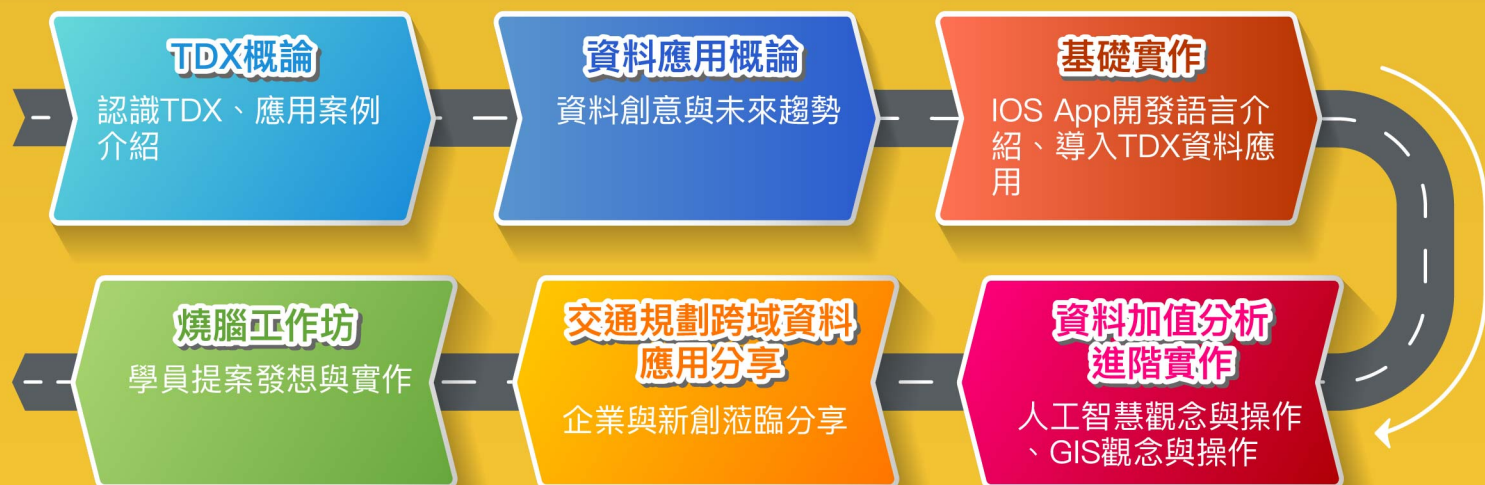 TDX概論
認識TDX、應用案例
介紹
資料應用概論
資料創意與未來趨勢
基礎實作
IOS App開發語言介
紹、導入TDX資料應
用
資料加值分析
進階實作
人工智慧觀念與操作
、GIS觀念與操作
交通規劃跨域資料
應用分享
企業與新創蒞臨分享
燒腦工作坊
學員提案發想與實作